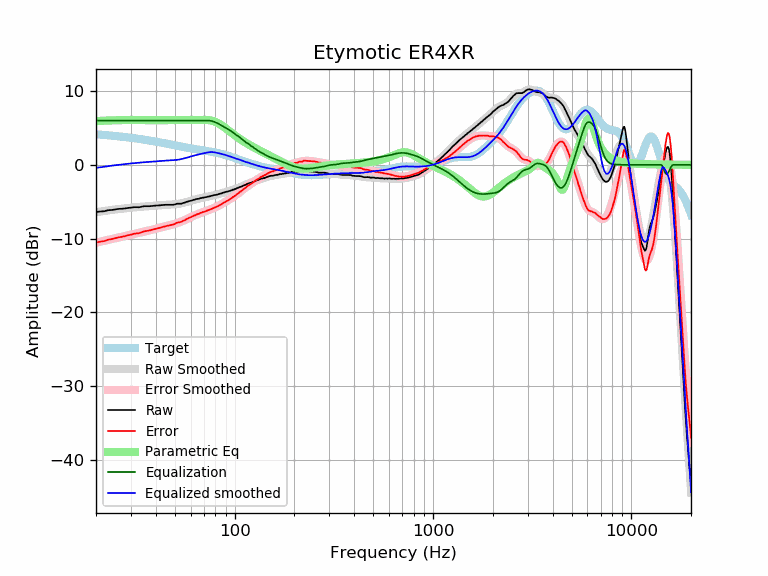 Etymotic ER4XR
10
0
−10
−20
−30
−40
Amplitude (dBr)
Target
Raw Smoothed
Error Smoothed
Raw
Error
Parametric Eq
Equalization
Equalized smoothed
100 1000 10000
Frequency (Hz)